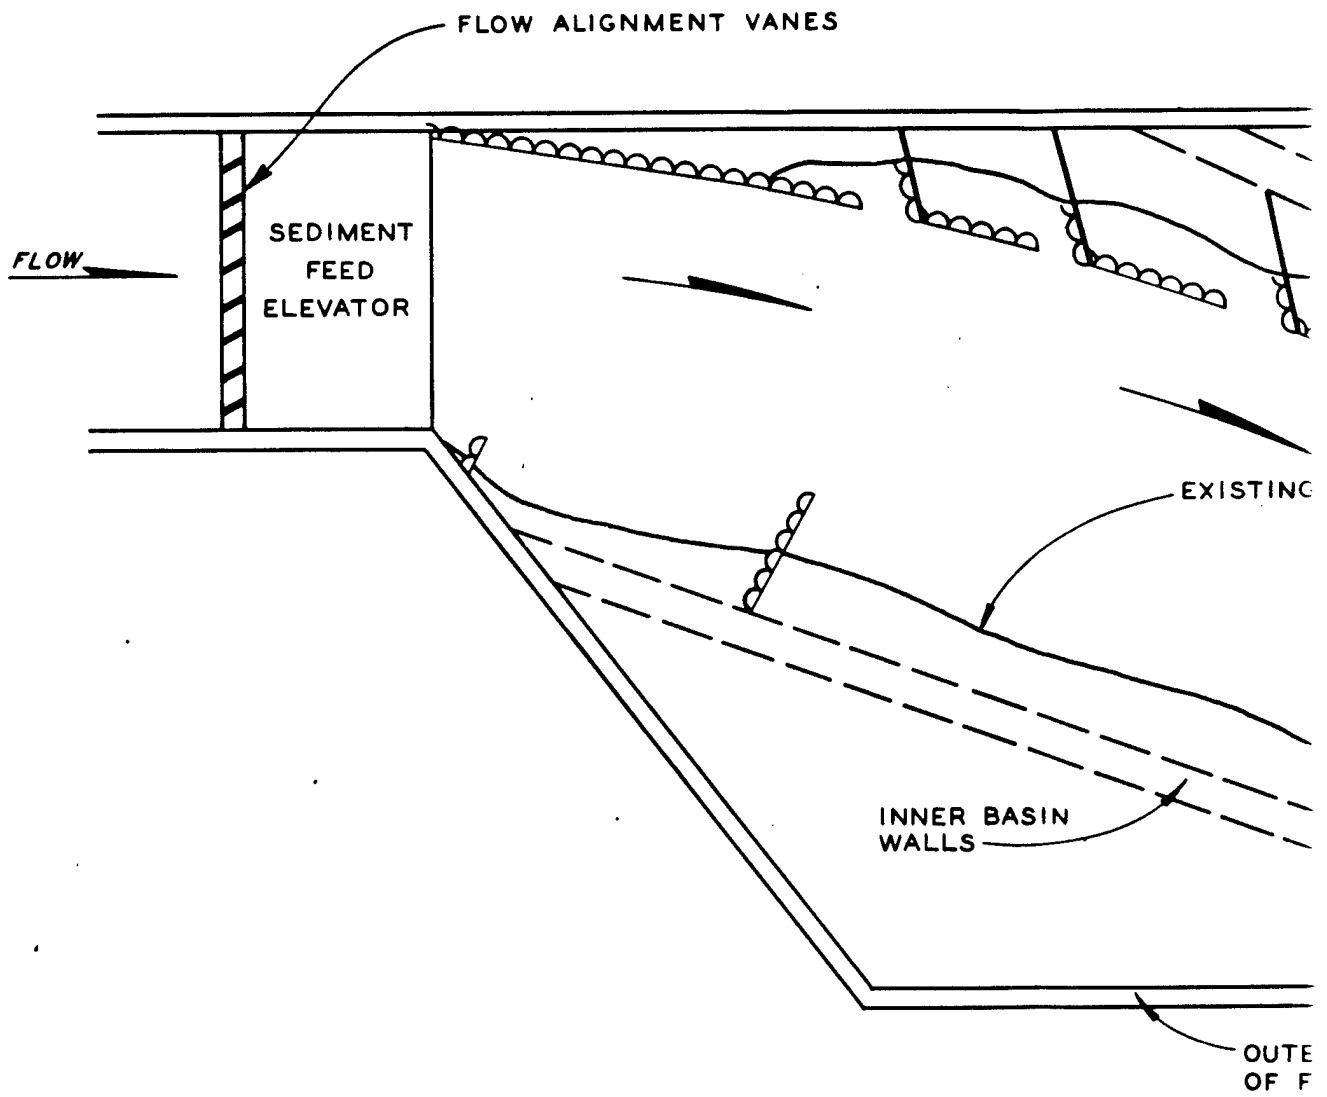 FLOW ALIGNMENT VANES
SEDIMENT
FEED
ELEVATOR
FLOW
EXISTING
INNER BASIN
WALLS
OUTE
OF F